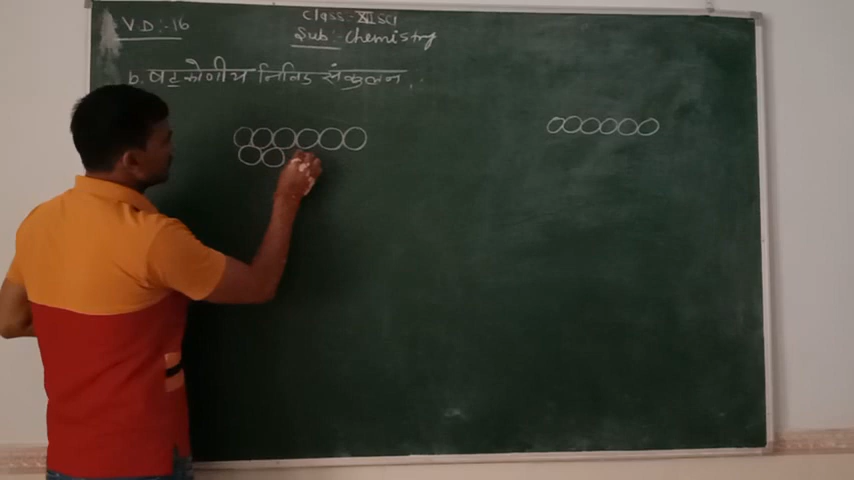 V.D:-16
Class:-XI SCI
Sub:- Chemistry
b. षट्कोणीय निविड संकुलन.